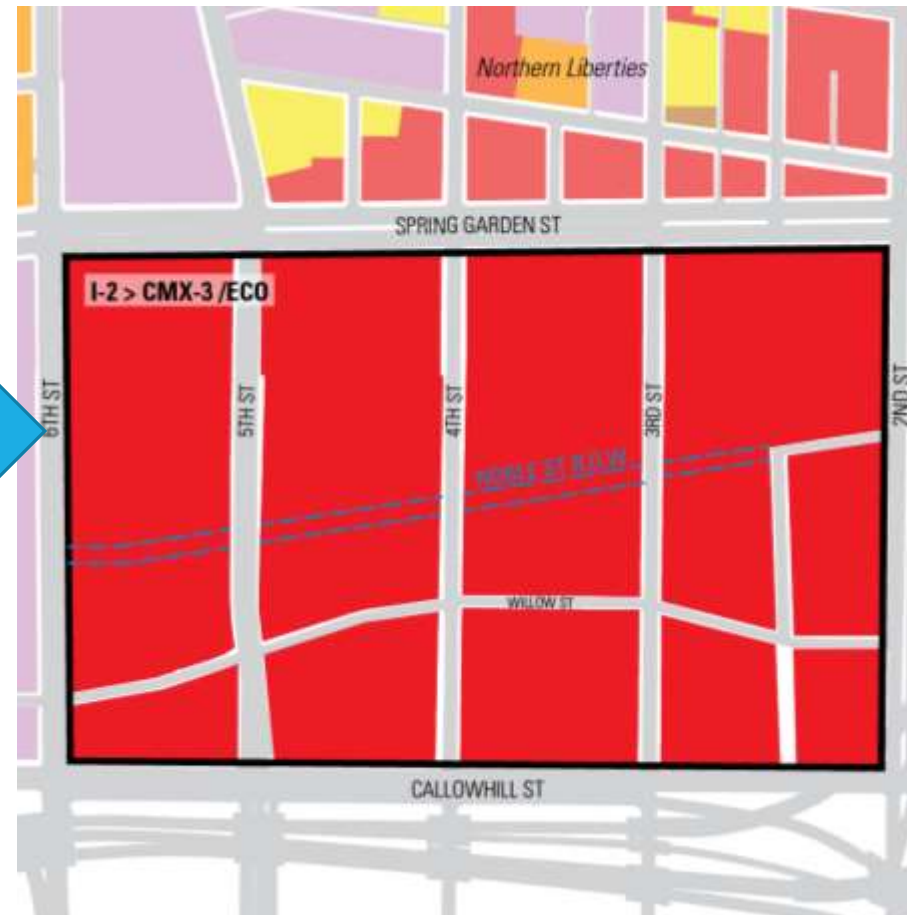 Northern Liberties
SPRING GARDEN ST
I-2 > CMX-3 /ECO
6TH ST
5TH ST
4TH ST
3RD ST
2ND ST
NOBLE ST R.O.W
WILLOW ST
CALLOWHILL ST